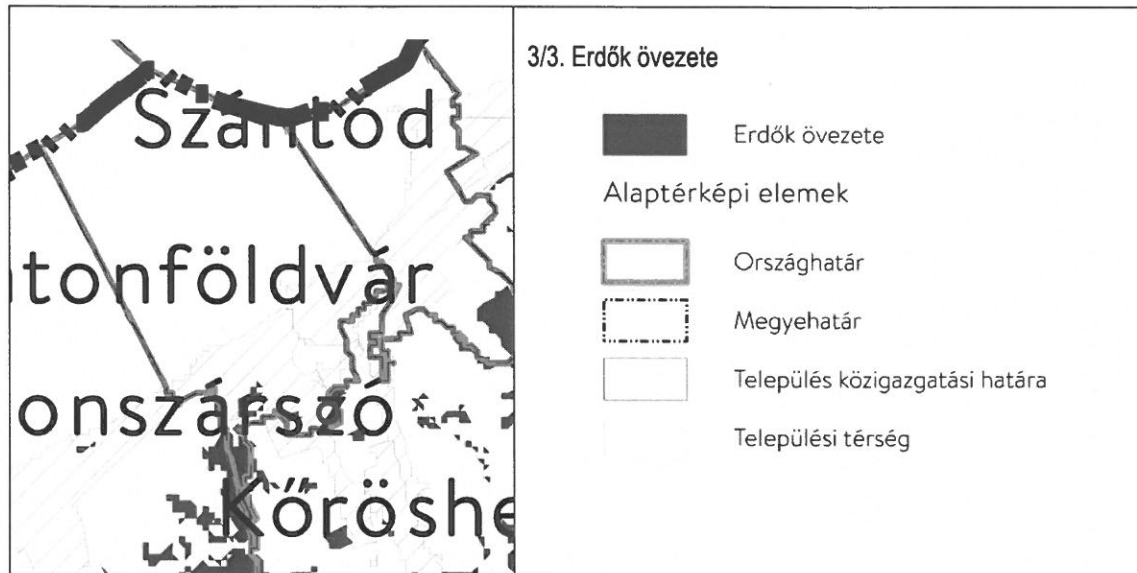 Szántód
tonföldvár
onszárszó
Kőröshe
3/3. Erdők övezete
Erdők övezete
Alaptérképi elemek
Országhatár
Megyehatár
Település közigazgatási határa
Települési térség